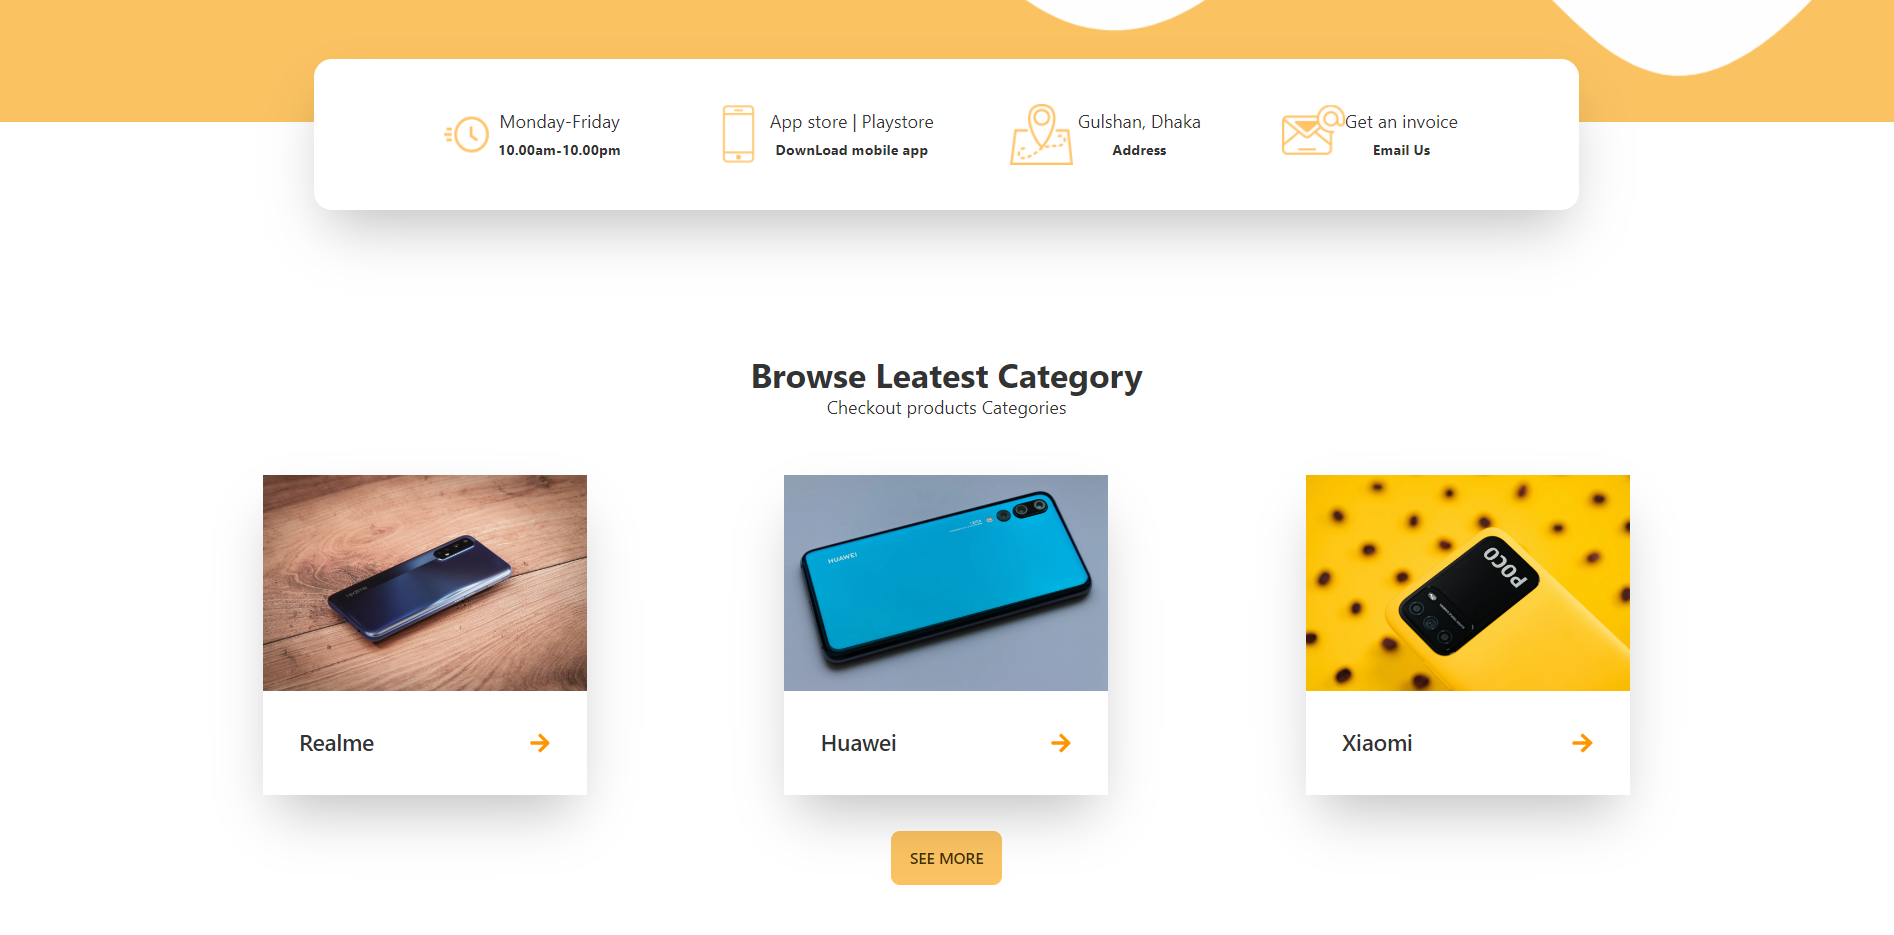 Monday-Friday
10.00am-10.00pm
App store | Playstore
DownLoad mobile app
Gulshan, Dhaka
Address
Get an invoice
Email Us
Browse Leatest Category
Checkout products Categories
realme
HUAWEI
POCO
Realme
Huawei
Xiaomi
SEE MORE